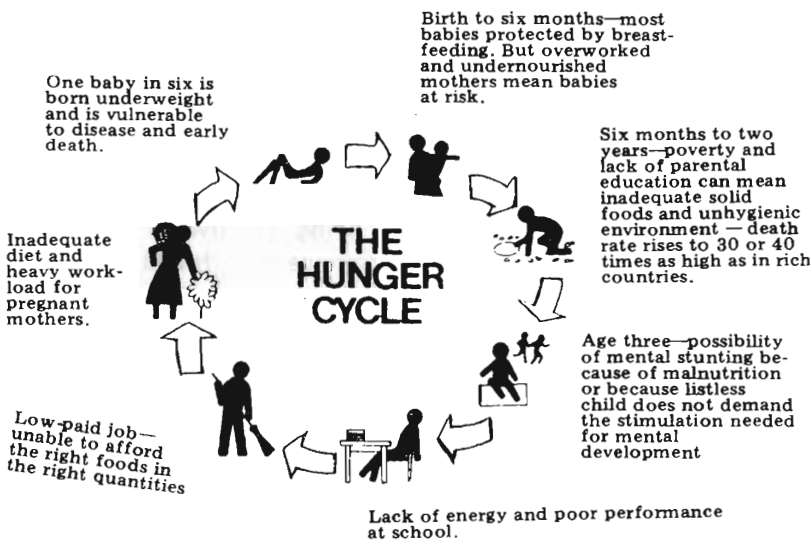 THE
HUNGER
CYCLE
One baby in six is
born underweight
and is vulnerable
to disease and early
death.
Birth to six months—most
babies protected by breast-
feeding. But overworked
and undernourished
mothers mean babies
at risk.
Six months to two
years—poverty and
lack of parental
education can mean
inadequate solid
foods and unhygienic
environment — death
rate rises to 30 or 40
times as high as in rich
countries.
Age three—possibility
of mental stunting be-
cause of malnutrition
or because listless
child does not demand
the stimulation needed
for mental
development
Lack of energy and poor performance
at school.
Low-paid job—
unable to afford
the right foods in
the right quantities
Inadequate
diet and
heavy work-
load for
pregnant
mothers.